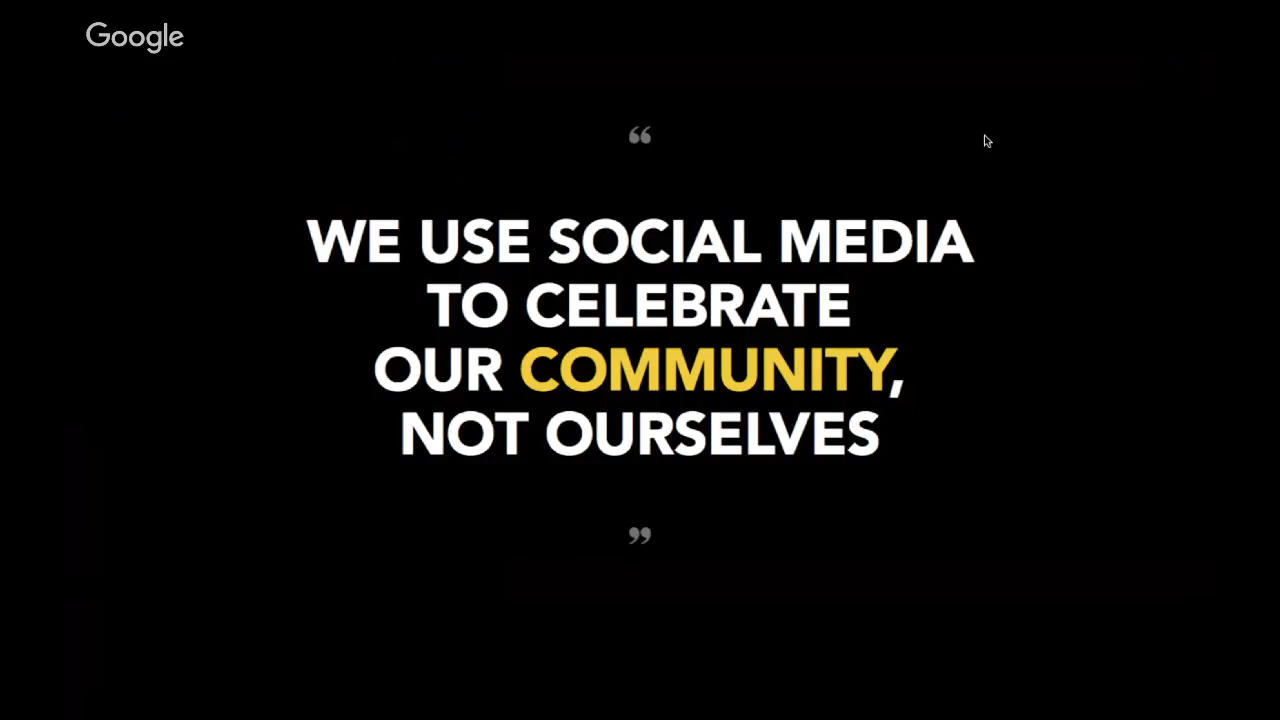 Google
“
WE USE SOCIAL MEDIA
TO CELEBRATE
OUR COMMUNITY,
NOT OURSELVES
”